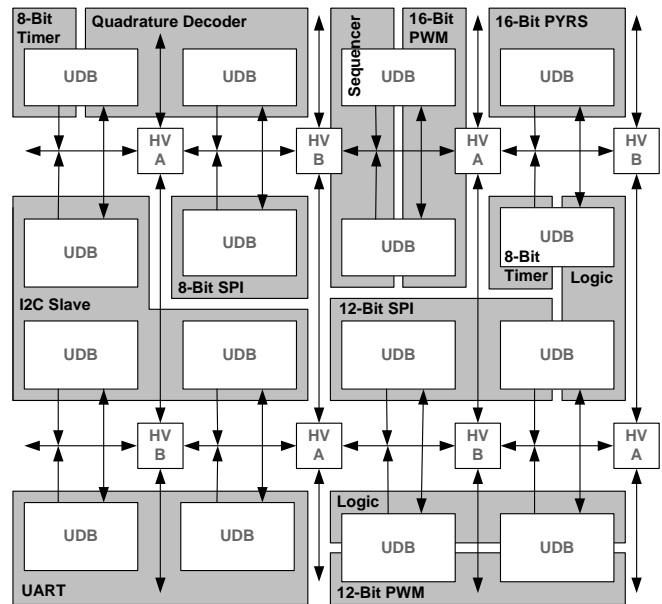 8-Bit
Timer
Quadrature Decoder
Sequencer
16-Bit
PWM
16-Bit PYRS
UDB
UDB
UDB
UDB
HV
A
HV
B
HV
A
HV
B
UDB
UDB
UDB
UDB
8-Bit
Timer
8-Bit SPI
Logic
I2C Slave
12-Bit SPI
UDB
UDB
UDB
UDB
HV
B
HV
A
HV
B
HV
A
Logic
UDB
UDB
UDB
UDB
UART
12-Bit PWM